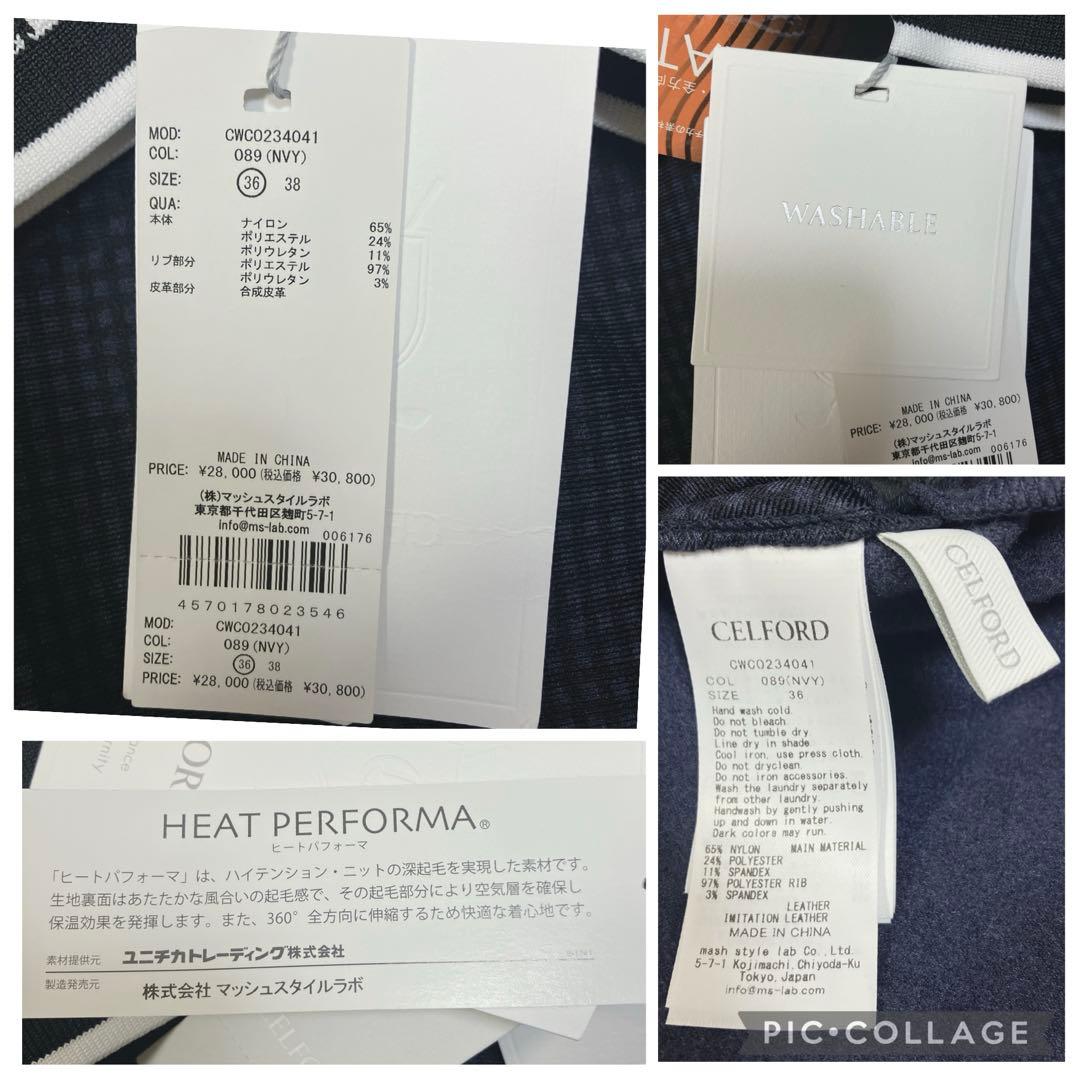 MOD: CWC0234041
COL: 089(NVY)
SIZE: 36 38
QUA:
本体 ナイロン 65%
ポリエステル 24%
ポリウレタン 11%
リブ部分 ポリエステル 97%
ポリウレタン 3%
皮革部分 合成皮革
MADE IN CHINA
PRICE: ¥28,000(税込価格 ¥30,800)
(株)マッシュスタイルラボ
東京都千代田区麹町5-7-1
info@ms-lab.com
006176
4570178023546
MOD: CWC0234041
COL: 089(NVY)
SIZE: 36 38
PRICE: ¥28,000(税込価格 ¥30,800)
AT
・全方向
チカの素材
WASHABLE
MADE IN CHINA
PRICE: ¥28,000(税込価格 ¥30,800)
(株)マッシュスタイルラボ
東京都千代田区麹町5-7-1
info@ms-lab.com 006176
HEAT PERFORMA®
ヒートパフォーマ
「ヒートパフォーマ」は、ハイテンション・ニットの深起毛を実現した素材です。
生地裏面はあたたかな風合いの起毛感で、その起毛部分により空気層を確保し
保温効果を発揮します。また、360°全方向に伸縮するため快適な着心地です。
素材提供元 ユニチカトレーディング株式会社
製造発売元 株式会社 マッシュスタイルラボ
CELFORD
CELFORD
CELFORD
CWC0234041
COL 089(NVY)
SIZE 36
Hand wash cold.
Do not bleach.
Do not tumble dry
Line dry in shade.
Cool iron, use press cloth.
Do not dryclean.
Do not iron accessories.
Wash the laundry separately
from other laundry.
Handwash by gently pushing
up and down in water.
Dark colors may run.
65% NYLON MAIN MATERIAL
24% POLYESTER
11% SPANDEX
97% POLYESTER RIB
3% SPANDEX
LEATHER
IMITATION LEATHER
MADE IN CHINA
mash style lab Co.,Ltd.
5-7-1 Kojimachi,Chiyoda-Ku
Tokyo,Japan
info@ms-lab.com
PIC•COLLAGE